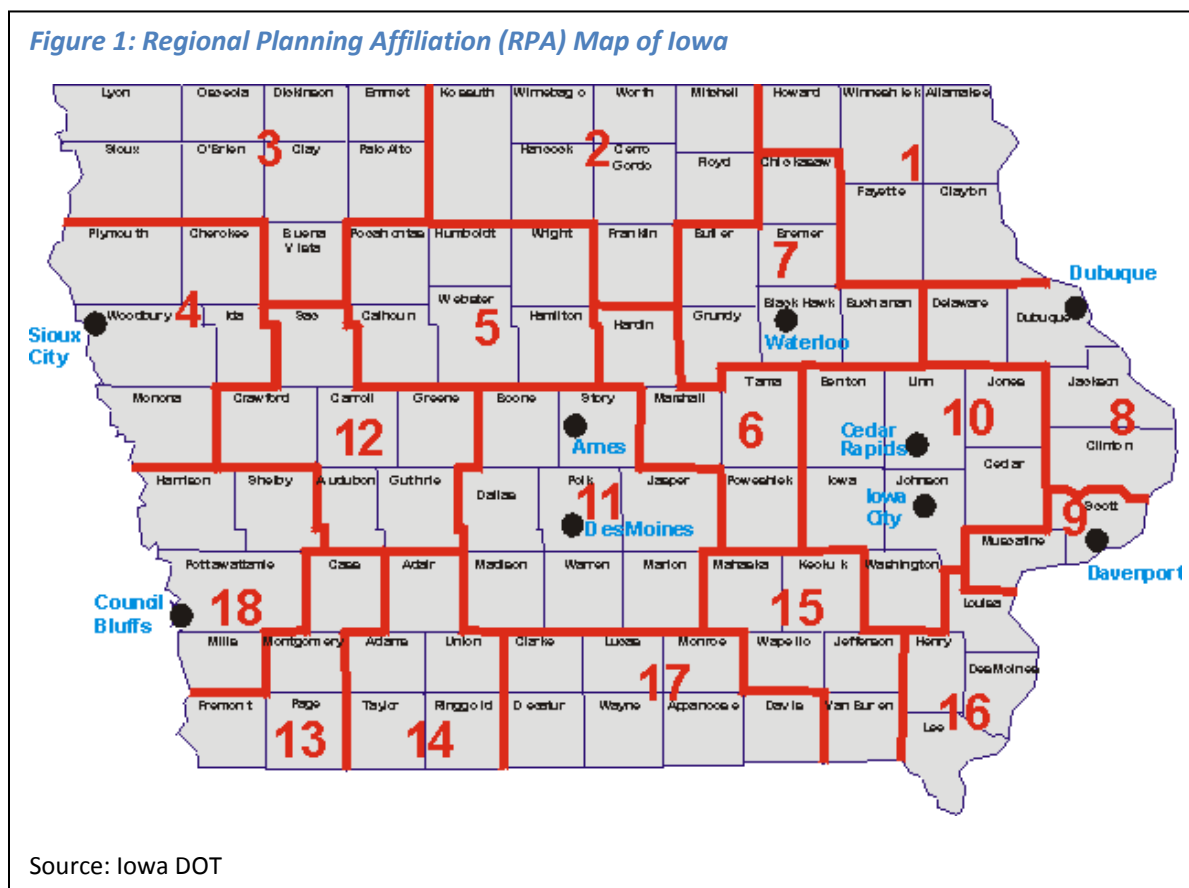 Figure 1: Regional Planning Affiliation (RPA) Map of Iowa
Lyon Osceola Dickinson Emmet Kossuth Winnebago Worth Mitchell Howard Winneshiek Allamakee
3 2 1
Sioux O'Brien Clay Palo Alto Hancock Cerro Gordo Floyd Chickasaw
Fayette Clayton
Plymouth Cherokee Buena Vista Pocahontas Humboldt Wright Franklin Butler Bremer
7
Dubuque
4 Woodbury Ida Sac Calhoun Webster 5 Hamilton Hardin Grundy Black Hawk Buchanan Delaware Dubuque
Sioux City
Waterloo
Monona Crawford Carroll Greene Boone Story Marshall Tama Benton Linn Jones Jackson
12 6 10 8
Ames
Cedar Rapids
Clinton
Cedar
Harrison Shelby Audubon Guthrie Dallas Polk Jasper Poweshiek Iowa Johnson
11
Iowa City
9 Scott
Des Moines
Muscatine
Davenport
Pottawattamie Cass Adair Madison Warren Marion Mahaska Keokuk Washington
Louisa
Council Bluffs
18 15
Mills Montgomery Adams Union Clarke Lucas Monroe Wapello Jefferson Henry
17
Des Moines
Fremont Page Taylor Ringgold Decatur Wayne Appanoose Davis Van Buren Lee
13 14 16
Source: Iowa DOT